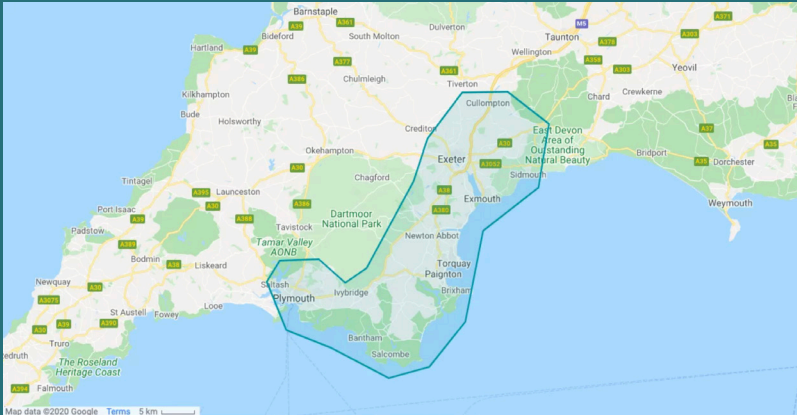 Barnstaple
A39
A361
Bideford
South Molton
Dulverton
M5
A371
A303
Taunton
A378
Hartland
A39
A377
Wellington
A358
A303
Yeovil
A386
Chulmleigh
A361
Tiverton
Kilkhampton
Cullompton
Chard
Crewkerne
Bude
Holsworthy
Crediton
A30
East Devon
Area of
Outstanding
Natural Beauty
A37
A35
Okehampton
Exeter
A3052
Bridport
A35
Dorchester
A30
Chagford
Sidmouth
Tintagel
A395
Launceston
A38
Exmouth
Weymouth
Port Isaac
A30
A386
Dartmoor
National Park
A380
A39
A388
Padstow
Tavistock
Newton Abbot
A389
Tamar Valley
AONB
Bodmin
A38
Liskeard
Torquay
Paignton
Newquay
A30
Saltash
Ivybridge
Brixham
A3075
Plymouth
St Austell
Fowey
Looe
A30
A39
A390
Bantham
Truro
Salcombe
edruth
The Roseland
Heritage Coast
A394
Falmouth
Map data ©2020 Google Terms 5 km